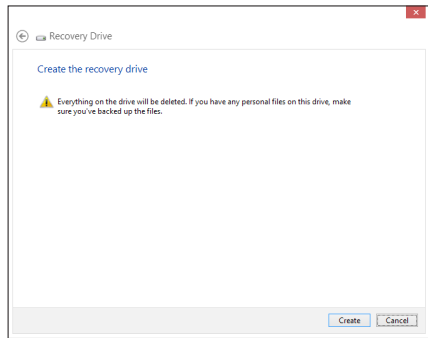 Recovery Drive
Create the recovery drive
Everything on the drive will be deleted. If you have any personal files on this drive, make
sure you've backed up the files.
Create Cancel